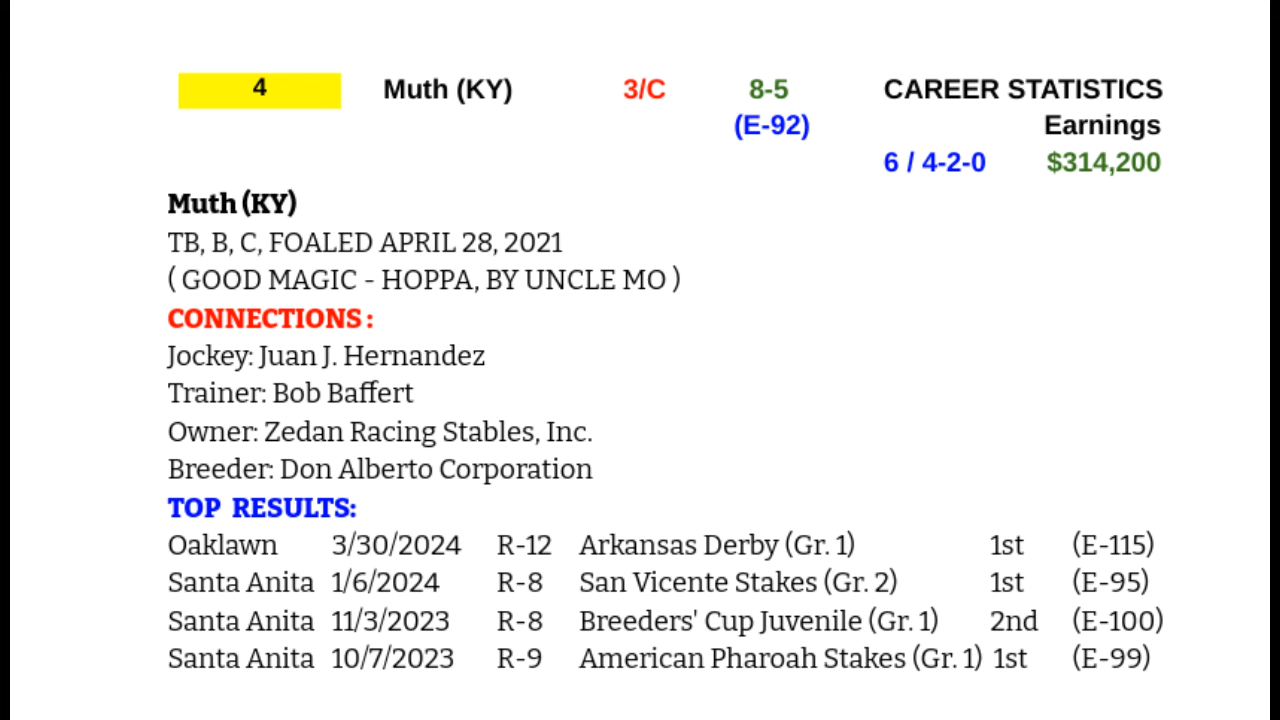 4 Muth (KY) 3/C 8-5 CAREER STATISTICS
(E-92) Earnings
6 / 4-2-0 $314,200
Muth (KY)
TB, B, C, FOALED APRIL 28, 2021
( GOOD MAGIC - HOPPA, BY UNCLE MO )
CONNECTIONS :
Jockey: Juan J. Hernandez
Trainer: Bob Baffert
Owner: Zedan Racing Stables, Inc.
Breeder: Don Alberto Corporation
TOP RESULTS:
Oaklawn 3/30/2024 R-12 Arkansas Derby (Gr. 1) 1st (E-115)
Santa Anita 1/6/2024 R-8 San Vicente Stakes (Gr. 2) 1st (E-95)
Santa Anita 11/3/2023 R-8 Breeders' Cup Juvenile (Gr. 1) 2nd (E-100)
Santa Anita 10/7/2023 R-9 American Pharoah Stakes (Gr. 1) 1st (E-99)